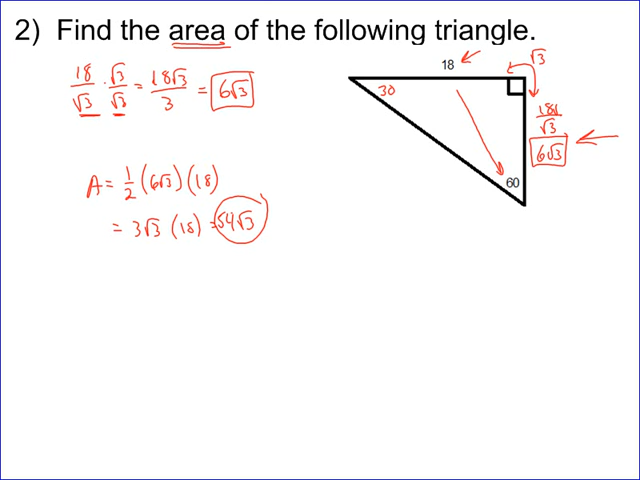 2) Find the area of the following triangle.
18/√3 · √3/√3 = 18√3/3 = 6√3
A = 1/2 (6√3)(18)
= 3√3 (18) = 54√3
18
√3
30
18/√3
6√3
60